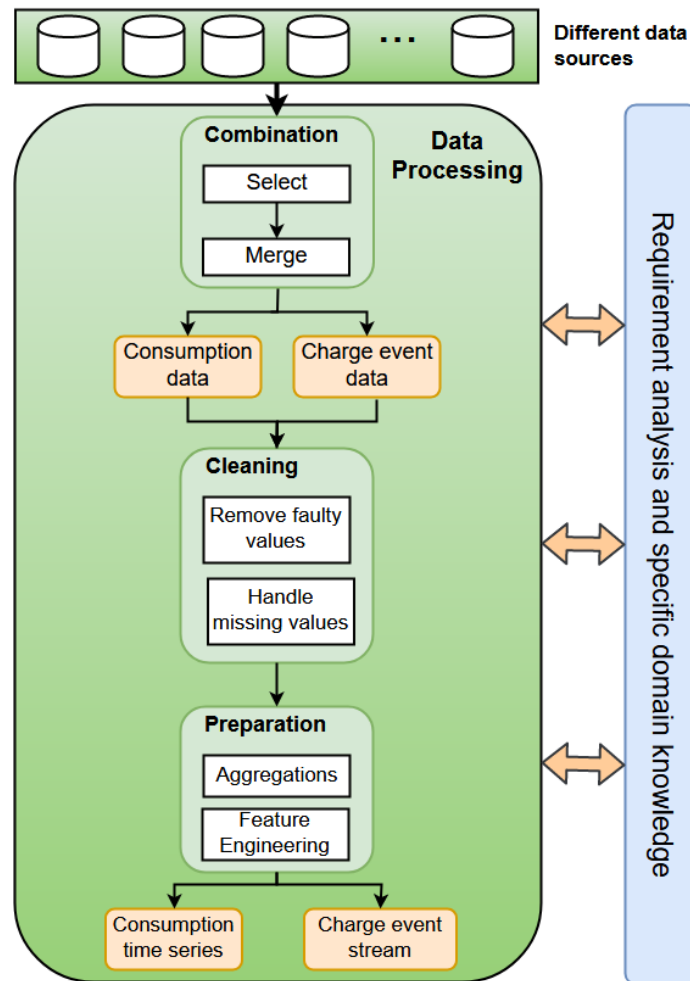 Different data
sources
...
Combination
Data
Processing
Select
Merge
Consumption
data
Charge event
data
Cleaning
Remove faulty
values
Handle
missing values
Preparation
Aggregations
Feature
Engineering
Consumption
time series
Charge event
stream
Requirement analysis and specific domain knowledge